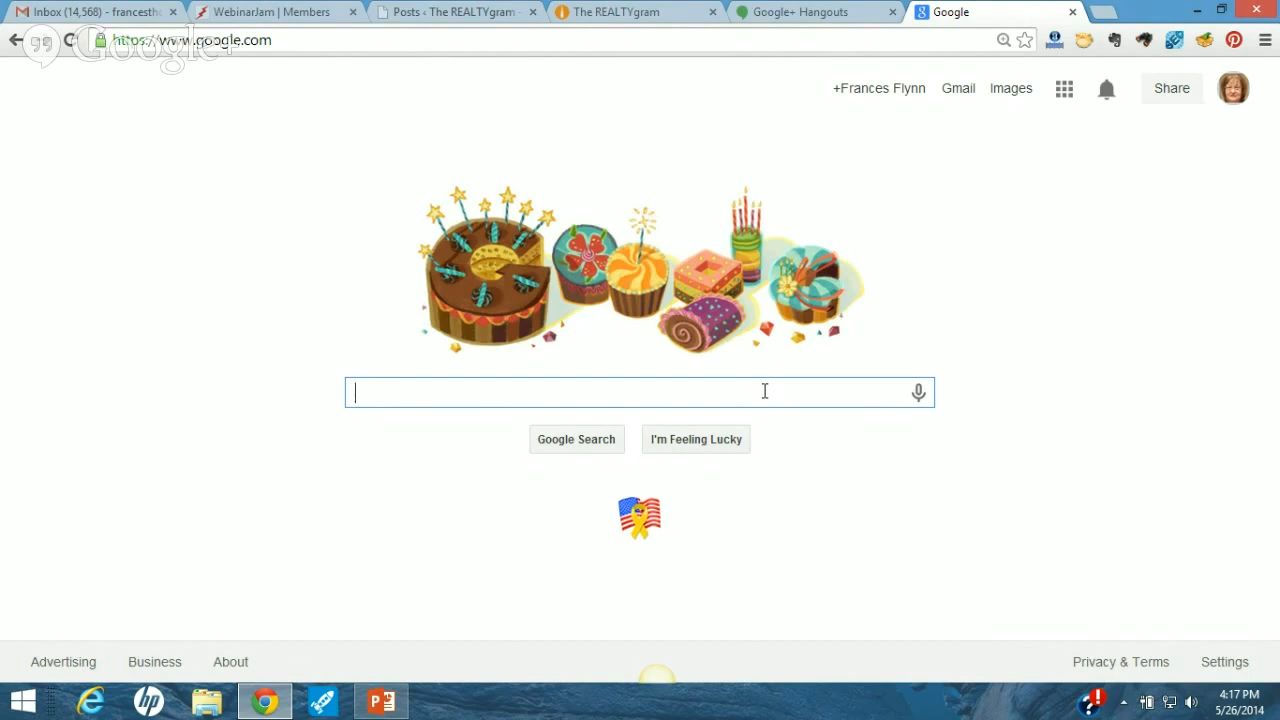 Inbox (14,568) - francestho
WebinarJam | Members
Posts ‹ The REALTYgram -
The REALTYgram
Google+ Hangouts
Google
https://www.google.com
Google+
+Frances Flynn
Gmail
Images
Share
Google Search
I'm Feeling Lucky
Advertising
Business
About
Privacy & Terms
Settings
4:17 PM
5/26/2014